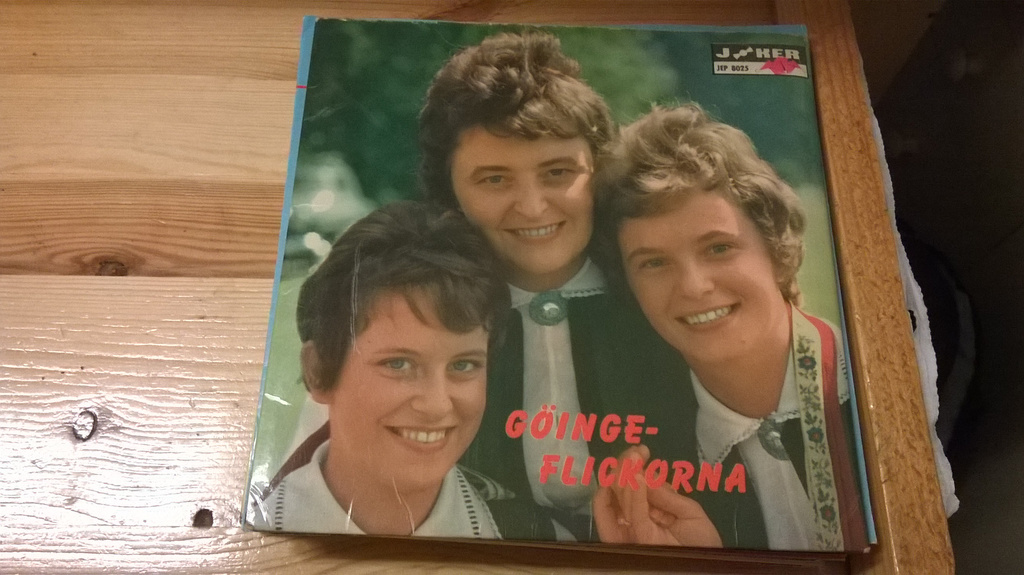 JOKER
JEP 8025
GÖINGE-
FLICKORNA